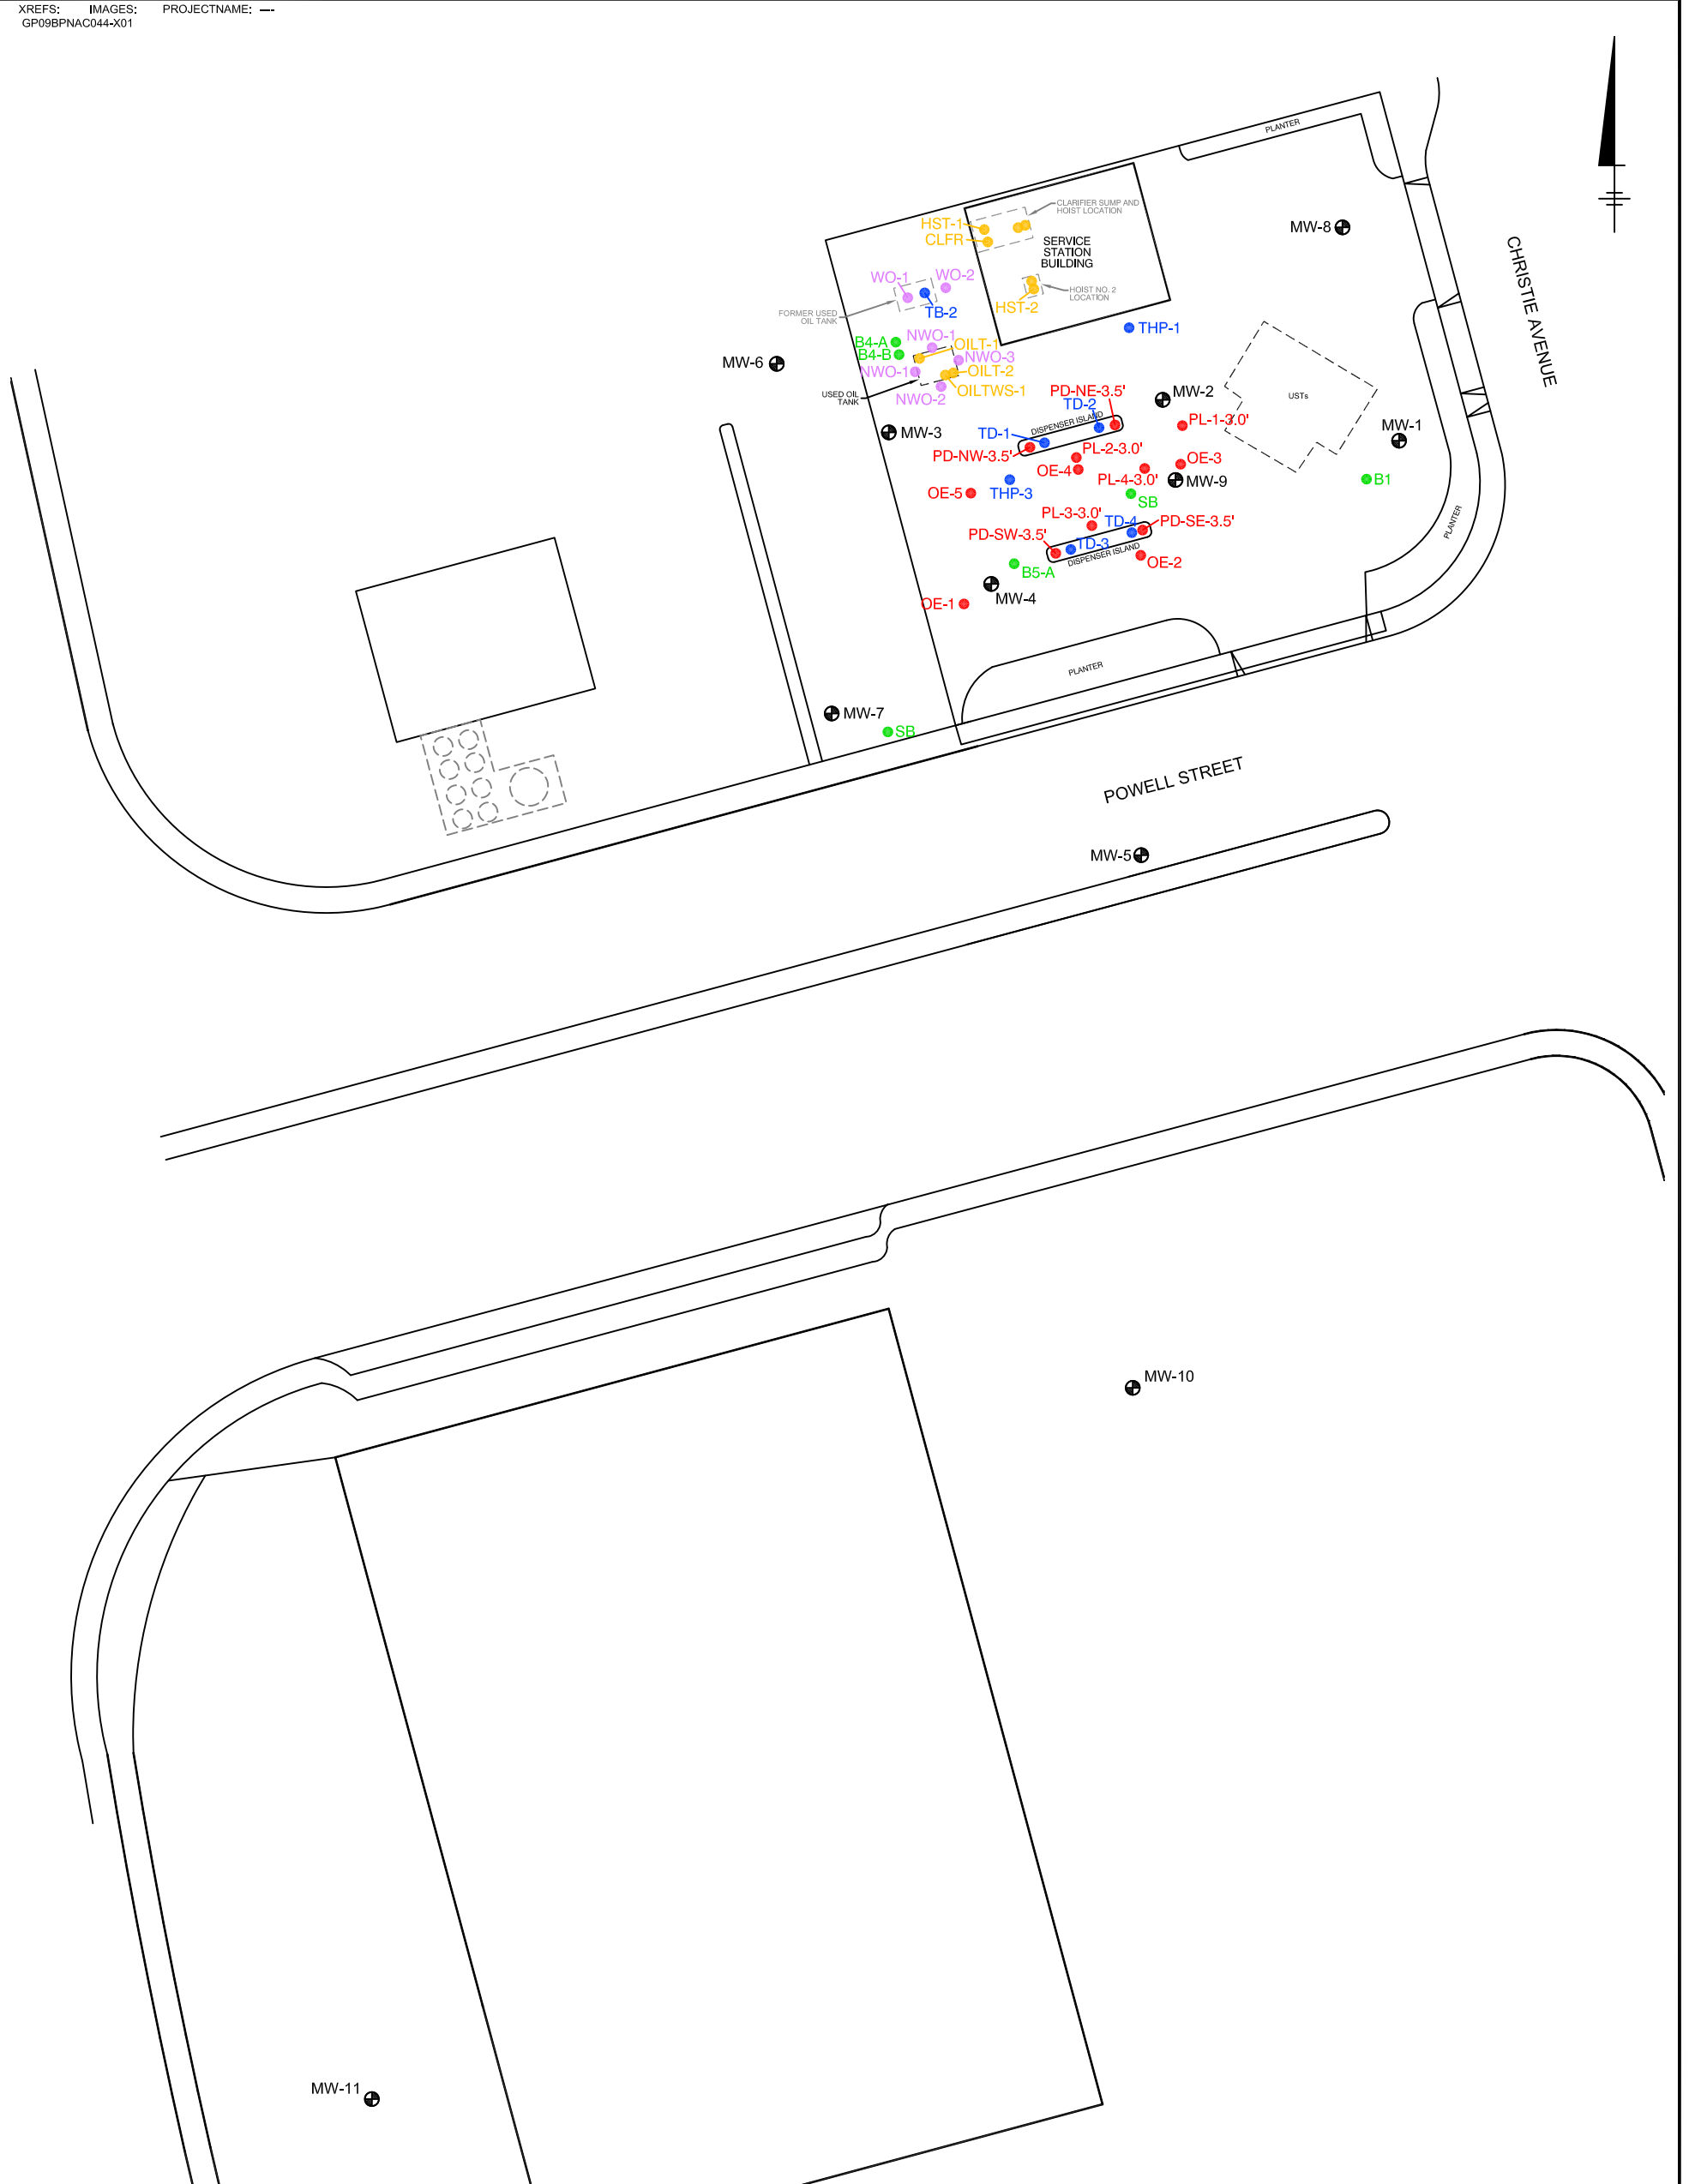 XREFS: IMAGES: PROJECTNAME: ----
GP09BPNAC044-X01
PLANTER
CLARIFIER SUMP AND
HOIST LOCATION
HST-1
CLFR
SERVICE
STATION
BUILDING
MW-8
CHRISTIE AVENUE
WO-1
WO-2
HOIST NO. 2
LOCATION
HST-2
FORMER USED
OIL TANK
TB-2
THP-1
B4-A
NWO-1
OILT-1
B4-B
NWO-3
MW-6
NWO-1
OILT-2
OILTWS-1
USED OIL
TANK
NWO-2
PD-NE-3.5'
MW-2
USTs
TD-2
DISPENSER ISLAND
PL-1-3.0'
MW-1
MW-3
TD-1
PD-NW-3.5'
PL-2-3.0'
OE-4
OE-3
PL-4-3.0'
MW-9
B1
OE-5
THP-3
SB
PL-3-3.0'
TD-4
PD-SE-3.5'
PLANTER
PD-SW-3.5'
TD-3
DISPENSER ISLAND
OE-2
B5-A
MW-4
OE-1
PLANTER
MW-7
SB
POWELL STREET
MW-5
MW-10
MW-11